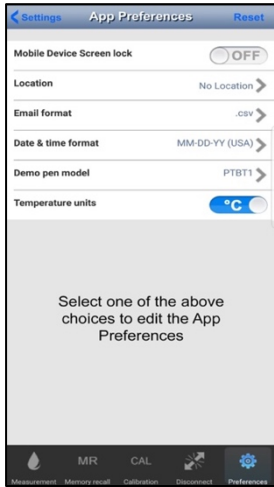 Settings App Preferences Reset
Mobile Device Screen lock OFF
Location No Location
Email format .csv
Date & time format MM-DD-YY (USA)
Demo pen model PTBT1
Temperature units °C
Select one of the above
choices to edit the App
Preferences
MR CAL
Measurement Memory recall Calibration Disconnect Preferences